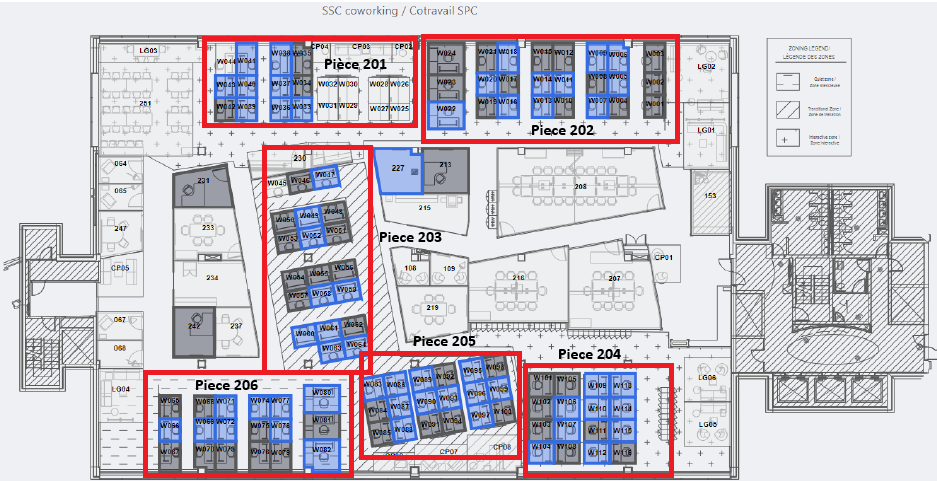 SSC coworking / Cotravail SPC
ZONING LEGEND/
LÉGENDE DES ZONES
Quiet zone /
Zone silencieuse
Transitional Zone /
Zone de transition
Interactive zone /
Zone interactive
LG03
CP04 CP03 CP02
LG02
Pièce 201
W044 W041 W038 W035
W043 W040 W037 W034 W032 W030 W028 W026
W042 W039 W036 W033 W031 W029 W027 W025
251
W024 W021 W018 W015 W012 W009 W006 W003
W023 W020 W017 W014 W011 W008 W005 W002
W022 W019 W016 W013 W010 W007 W004 W001
Piece 202
LG01
064
065
247
CP05
067
068
LG04
231
233
234
242
237
230
W045 W046 W047
W050 W049 W048
W053 W052 W051
W054 W055 W056
W057 W058 W059
W060 W061 W062
W063 W064
Piece 203
227 213
215
208
153
108 109
219
218
207
CP01
Piece 205
W092 W095
W086 W089 W093 W096 W099
W084 W087 W090
W085 W088 W091 W094 W097 W100
CP07 CP08
Piece 204
W101 W105 W109 W113
W102 W106 W110 W114
W103 W107 W111 W115
W104 W108 W112 W116
LG06
LG05
Piece 206
W065 W068 W071 W074 W077 W080
W066 W069 W072 W075 W078 W081
W067 W070 W073 W076 W079 W082